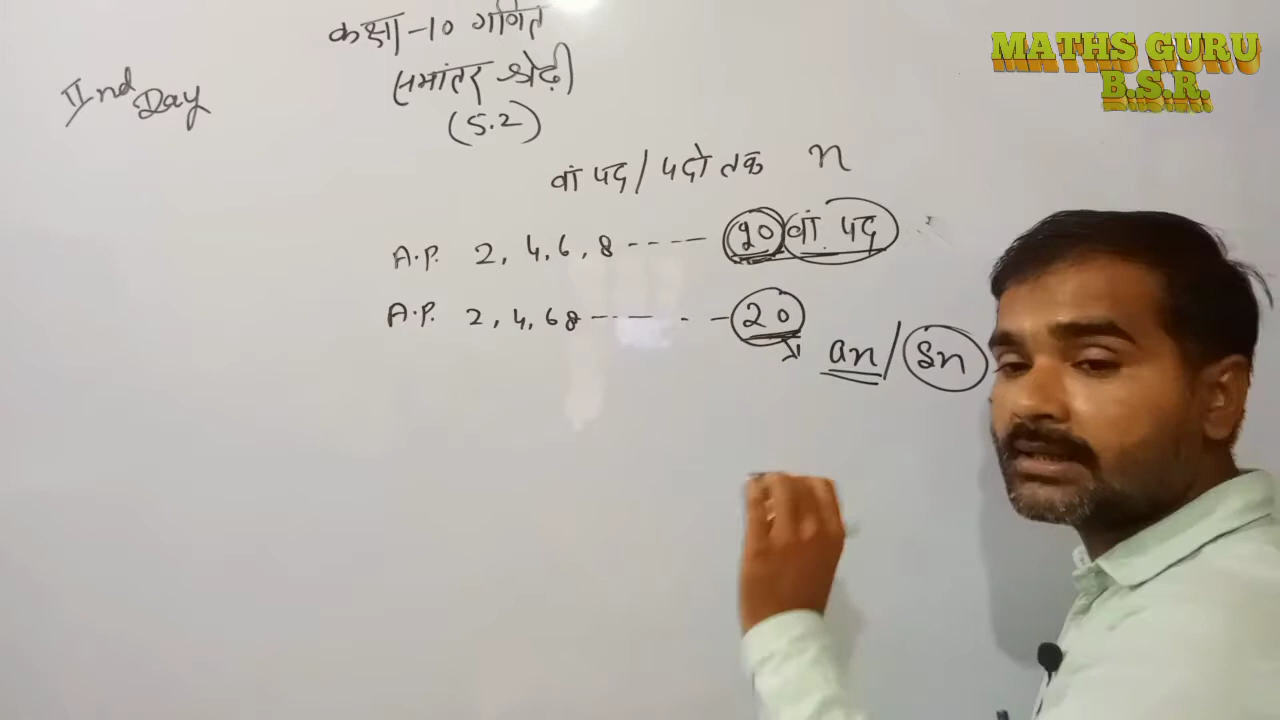 कक्षा-10 गणित
समांतर श्रेढ़ी
(5.2)
IInd Day
MATHS GURU
B.S.R.
वां पद / पदों तक n
A.P. 2, 4, 6, 8 ---- 20 वां पद
A.P. 2, 4, 6 8 ---- - - 20
an / Sn